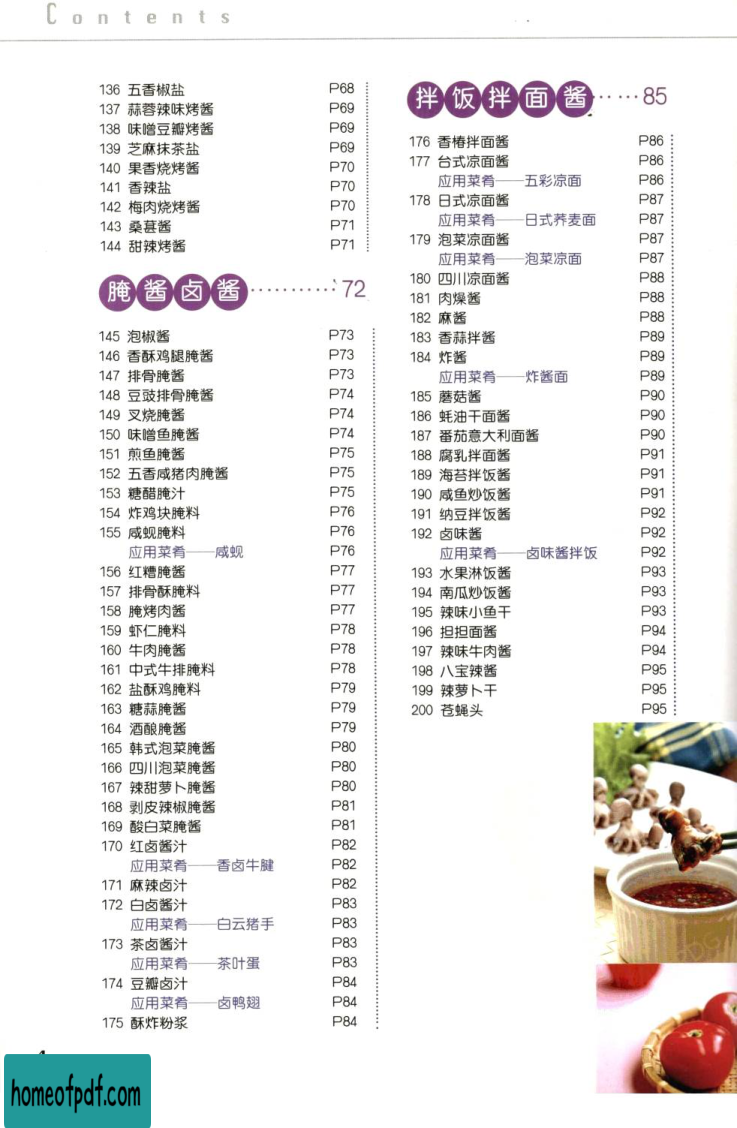 Contents
136 五香椒盐 P68
137 蒜蓉辣味烤酱 P69
138 味噌豆瓣烤酱 P69
139 芝麻抹茶盐 P69
140 果香烧烤酱 P70
141 香辣盐 P70
142 梅肉烧烤酱 P70
143 桑葚酱 P71
144 甜辣烤酱 P71
腌酱卤酱············72
145 泡椒酱 P73
146 香酥鸡腿腌酱 P73
147 排骨腌酱 P73
148 豆豉排骨腌酱 P74
149 叉烧腌酱 P74
150 味噌鱼腌酱 P74
151 煎鱼腌酱 P75
152 五香咸猪肉腌酱 P75
153 糖醋腌汁 P75
154 炸鸡块腌料 P76
155 咸蚬腌料 P76
应用菜肴——咸蚬 P76
156 红糟腌酱 P77
157 排骨酥腌料 P77
158 腌烤肉酱 P77
159 虾仁腌料 P78
160 牛肉腌酱 P78
161 中式牛排腌料 P78
162 盐酥鸡腌料 P79
163 糖蒜腌酱 P79
164 酒酿腌酱 P79
165 韩式泡菜腌酱 P80
166 四川泡菜腌酱 P80
167 辣甜萝卜腌酱 P80
168 剥皮辣椒腌酱 P81
169 酸白菜腌酱 P81
170 红卤酱汁 P82
应用菜肴——香卤牛腱 P82
171 麻辣卤汁 P82
172 白卤酱汁 P83
应用菜肴——白云猪手 P83
173 茶卤酱汁 P83
应用菜肴——茶叶蛋 P83
174 豆瓣卤汁 P84
应用菜肴——卤鸭翅 P84
175 酥炸粉浆 P84
拌饭拌面酱······85
176 香椿拌面酱 P86
177 台式凉面酱 P86
应用菜肴——五彩凉面 P86
178 日式凉面酱 P87
应用菜肴——日式荞麦面 P87
179 泡菜凉面酱 P87
应用菜肴——泡菜凉面 P87
180 四川凉面酱 P88
181 肉燥酱 P88
182 麻酱 P88
183 香蒜拌酱 P89
184 炸酱 P89
应用菜肴——炸酱面 P89
185 蘑菇酱 P90
186 蚝油干面酱 P90
187 番茄意大利面酱 P90
188 腐乳拌面酱 P91
189 海苔拌饭酱 P91
190 咸鱼炒饭酱 P91
191 纳豆拌饭酱 P92
192 卤味酱 P92
应用菜肴——卤味酱拌饭 P92
193 水果淋饭酱 P93
194 南瓜炒饭酱 P93
195 辣味小鱼干 P93
196 担担面酱 P94
197 辣味牛肉酱 P94
198 八宝辣酱 P95
199 辣萝卜干 P95
200 苍蝇头 P95
homeofpdf.com